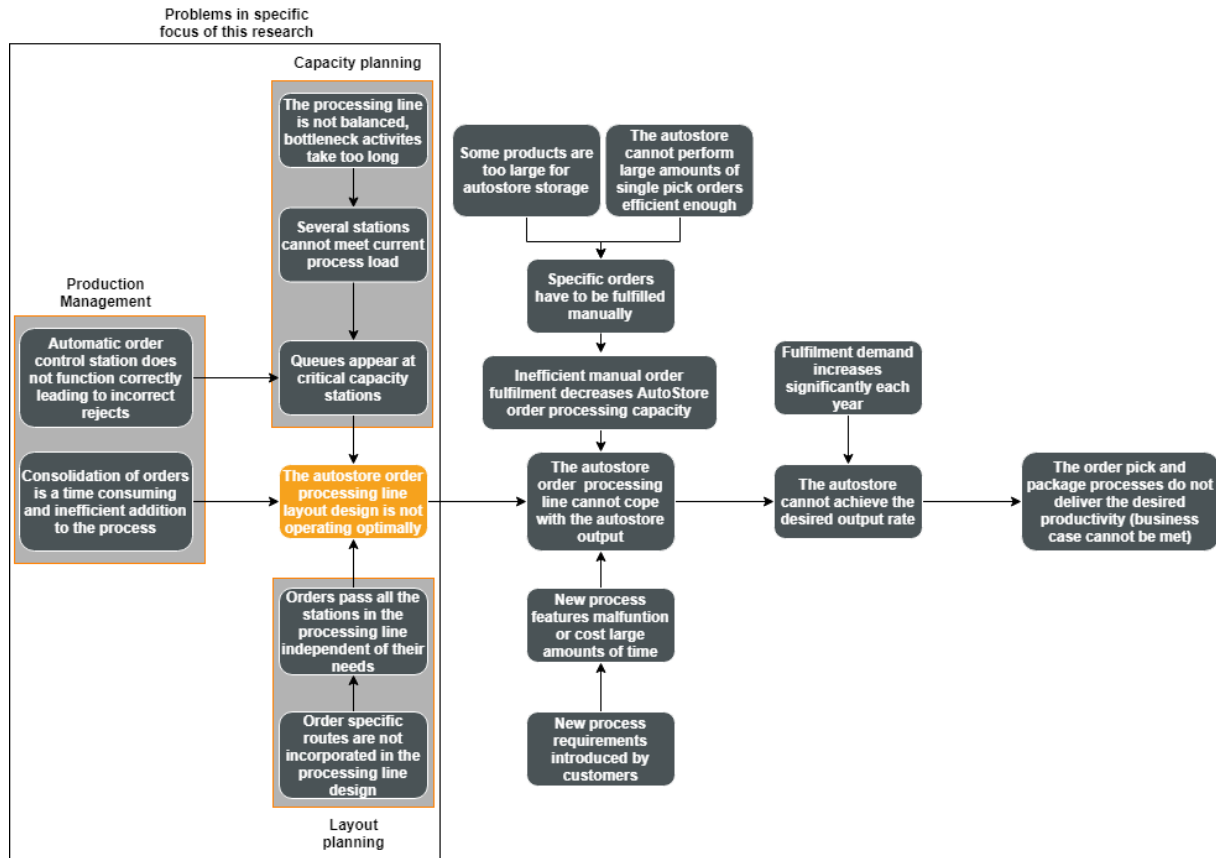 Problems in specific
focus of this research
Capacity planning
The processing line
is not balanced,
bottleneck activites
take too long
Several stations
cannot meet current
process load
Queues appear at
critical capacity
stations
Production
Management
Automatic order
control station does
not function correctly
leading to incorrect
rejects
Consolidation of orders
is a time consuming
and inefficient addition
to the process
The autostore order
processing line
layout design is not
operating optimally
Orders pass all the
stations in the
processing line
independent of their
needs
Order specific
routes are not
incorporated in the
processing line
design
Layout
planning
Some products are
too large for
autostore storage
The autostore
cannot perform
large amounts of
single pick orders
efficient enough
Specific orders
have to be fulfilled
manually
Inefficient manual order
fulfilment decreases AutoStore
order processing capacity
The autostore
order processing
line cannot cope
with the autostore
output
New process
features malfuntion
or cost large
amounts of time
New process
requirements
introduced by
customers
Fulfilment demand
increases
significantly each
year
The autostore
cannot achieve the
desired output rate
The order pick and
package processes do not
deliver the desired
productivity (business
case cannot be met)